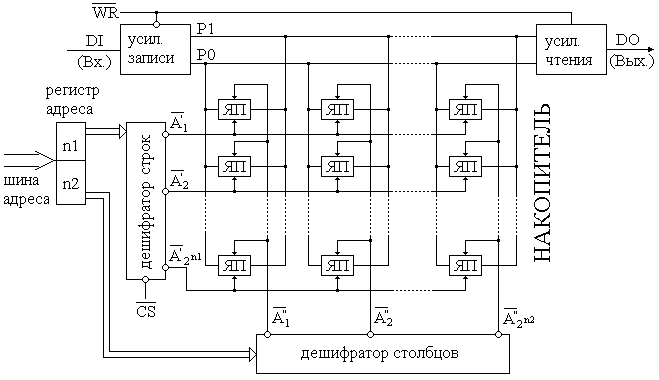 WR
DI
(Вх.)
усил.
записи
P1
P0
усил.
чтения
DO
(Вых.)
регистр
адреса
n1
n2
шина
адреса
дешифратор строк
CS
A'1
A'2
A'2n1
ЯП ЯП ЯП
ЯП ЯП ЯП
ЯП ЯП ЯП
НАКОПИТЕЛЬ
A"1
A"2
A"2n2
дешифратор столбцов